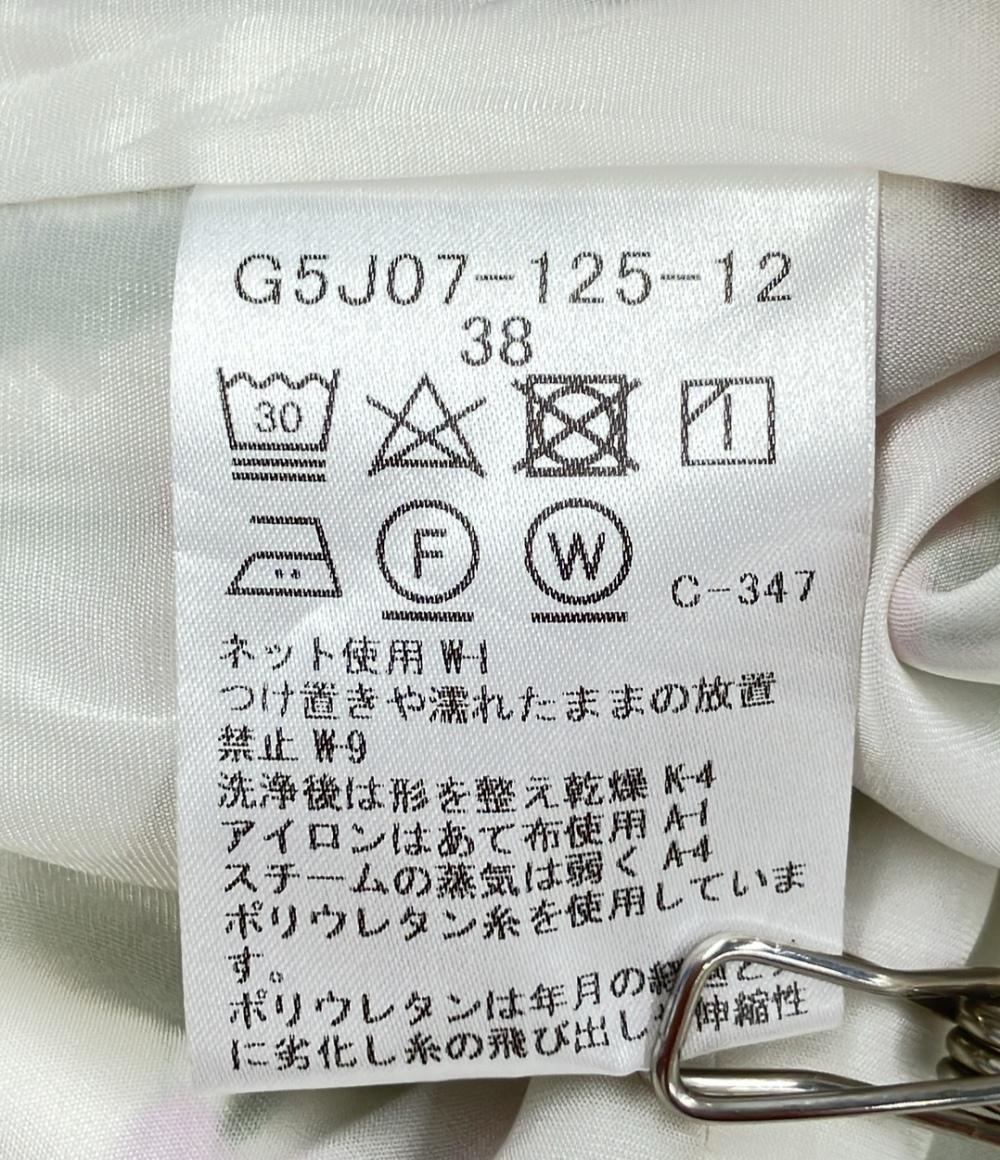 G5J07-125-12
38
30
F W C-347
ネット使用 W-1
つけ置きや濡れたままの放置
禁止 W-9
洗浄後は形を整え乾燥 K-4
アイロンはあて布使用 A-1
スチームの蒸気は弱く A-4
ポリウレタン糸を使用していま
す。
ポリウレタンは年月の経過と
に劣化し糸の飛び出し 伸縮性